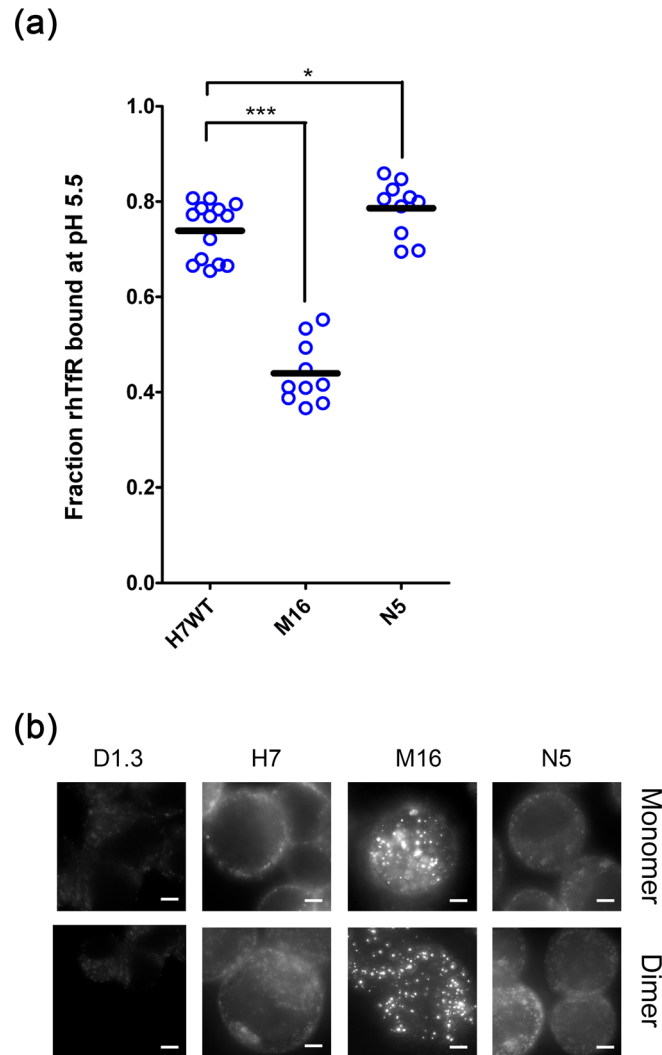 (a)
*
***
1.0
0.8
0.6
0.4
0.2
0.0
Fraction rhTfR bound at pH 5.5
H7WT
M16
N5
(b)
D1.3 H7 M16 N5
Monomer
Dimer